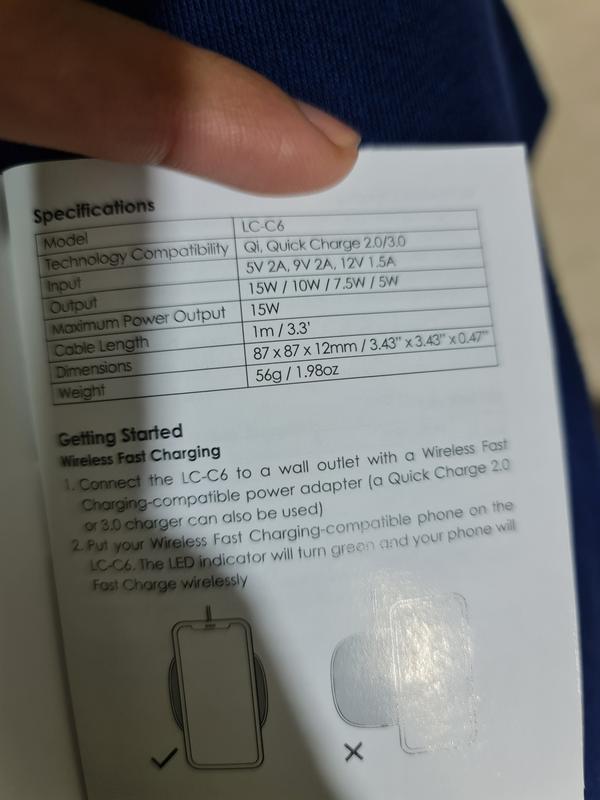 Specifications
Model LC-C6
Technology Compatibility Qi, Quick Charge 2.0/3.0
Input 5V 2A, 9V 2A, 12V 1.5A
Output 15W / 10W / 7.5W / 5W
Maximum Power Output 15W
Cable Length 1m / 3.3'
Dimensions 87 x 87 x 12mm / 3.43" x 3.43" x 0.47"
Weight 56g / 1.98oz
Getting Started
Wireless Fast Charging
1. Connect the LC-C6 to a wall outlet with a Wireless Fast
Charging-compatible power adapter (a Quick Charge 2.0
or 3.0 charger can also be used)
2. Put your Wireless Fast Charging-compatible phone on the
LC-C6. The LED indicator will turn green and your phone will
Fast Charge wirelessly